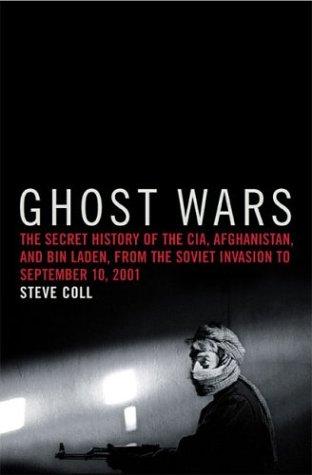 GHOST WARS
THE SECRET HISTORY OF THE CIA, AFGHANISTAN,
AND BIN LADEN, FROM THE SOVIET INVASION TO
SEPTEMBER 10, 2001
STEVE COLL